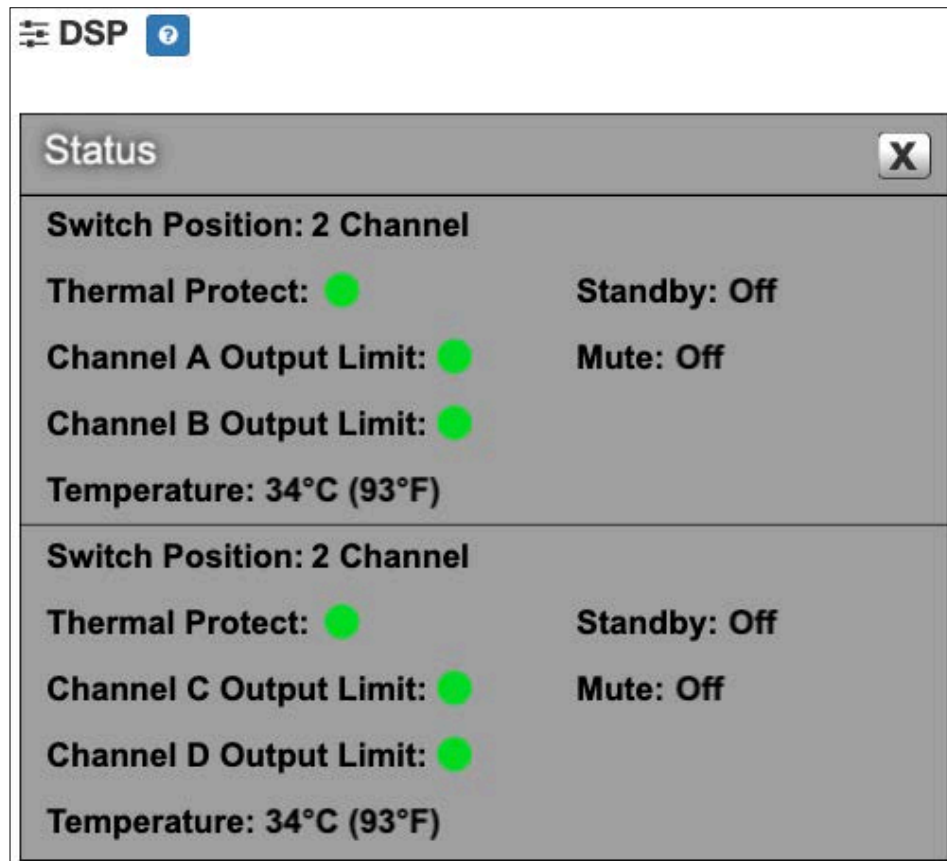 DSP ?
Status X
Switch Position: 2 Channel
Thermal Protect: Standby: Off
Channel A Output Limit: Mute: Off
Channel B Output Limit:
Temperature: 34°C (93°F)
Switch Position: 2 Channel
Thermal Protect: Standby: Off
Channel C Output Limit: Mute: Off
Channel D Output Limit:
Temperature: 34°C (93°F)